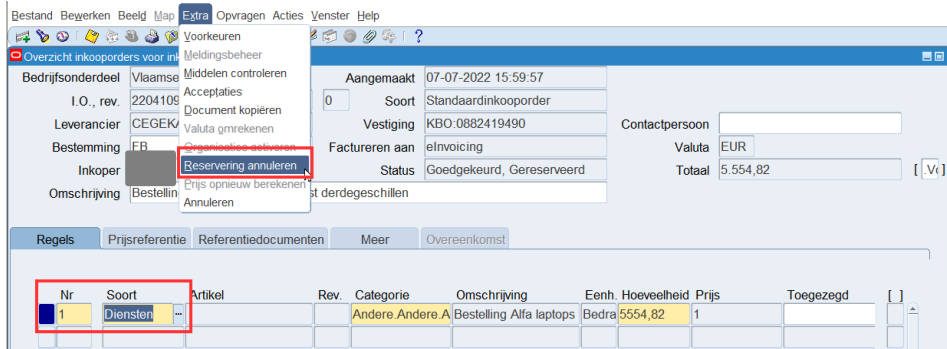 Bestand Bewerken Beeld Map Extra Opvragen Acties Venster Help
Voorkeuren
Meldingsbeheer
Middelen controleren
Acceptaties
Document kopiëren
Valuta omrekenen
Organisaties activeren
Reservering annuleren
Prijs opnieuw berekenen
Annuleren
Overzicht inkooporders voor ink
Bedrijfsonderdeel Vlaamse Aangemaakt 07-07-2022 15:59:57
I.O., rev. 2204109 0 Soort Standaardinkooporder
Leverancier CEGEKA Vestiging KBO:0882419490 Contactpersoon
Bestemming EB Factureren aan eInvoicing Valuta EUR
Inkoper Status Goedgekeurd, Gereserveerd Totaal 5.554,82 [ .Vo]
Omschrijving Bestelling st derdegeschillen
Regels Prijsreferentie Referentiedocumenten Meer Overeenkomst
Nr Soort Artikel Rev. Categorie Omschrijving Eenh. Hoeveelheid Prijs Toegezegd [ ]
1 Diensten ... Andere.Andere.A Bestelling Alfa laptops Bedra 5554,82 1